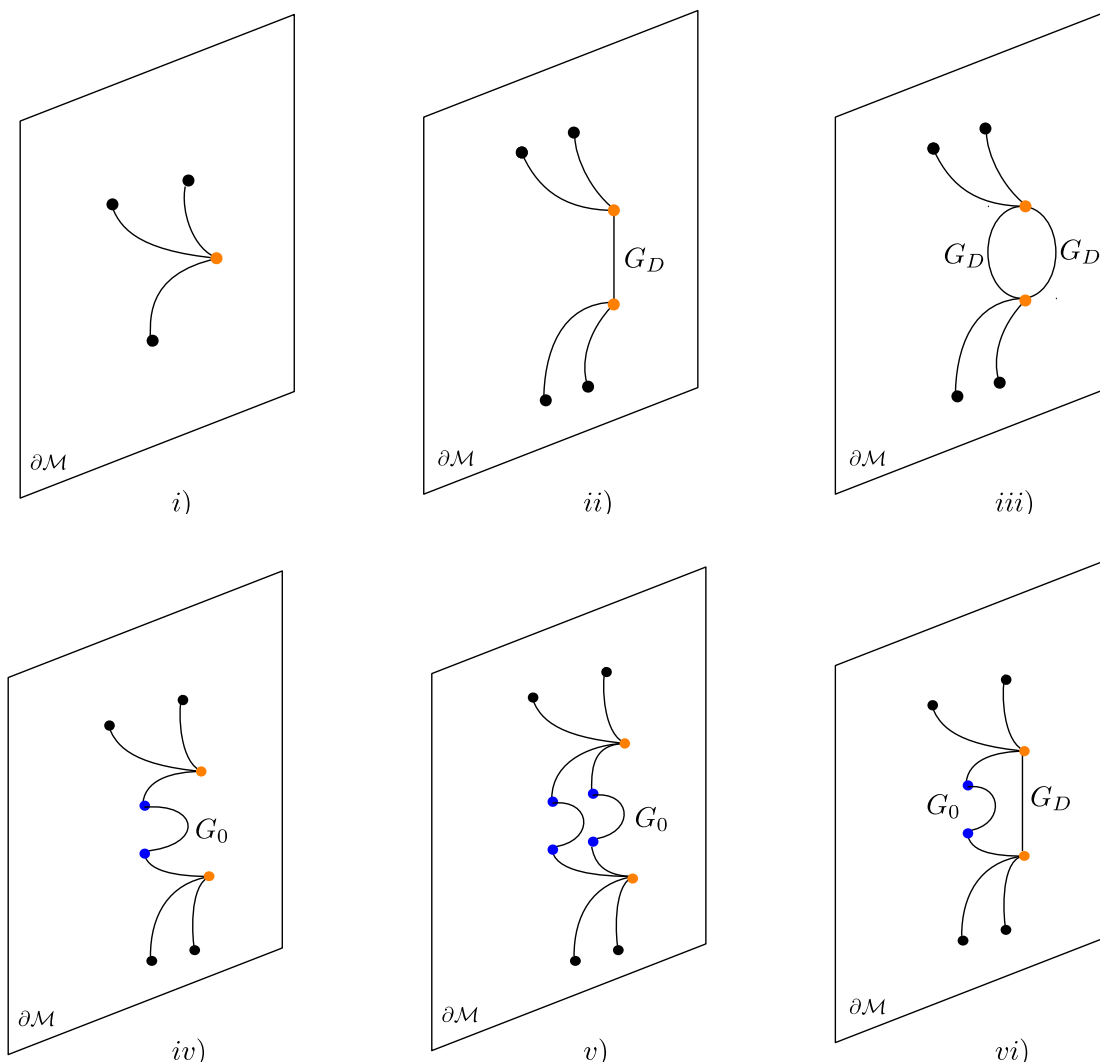 G_D
G_D G_D
∂M ∂M ∂M
i) ii) iii)
G_0 G_0 G_0 G_D
∂M ∂M ∂M
iv) v) vi)